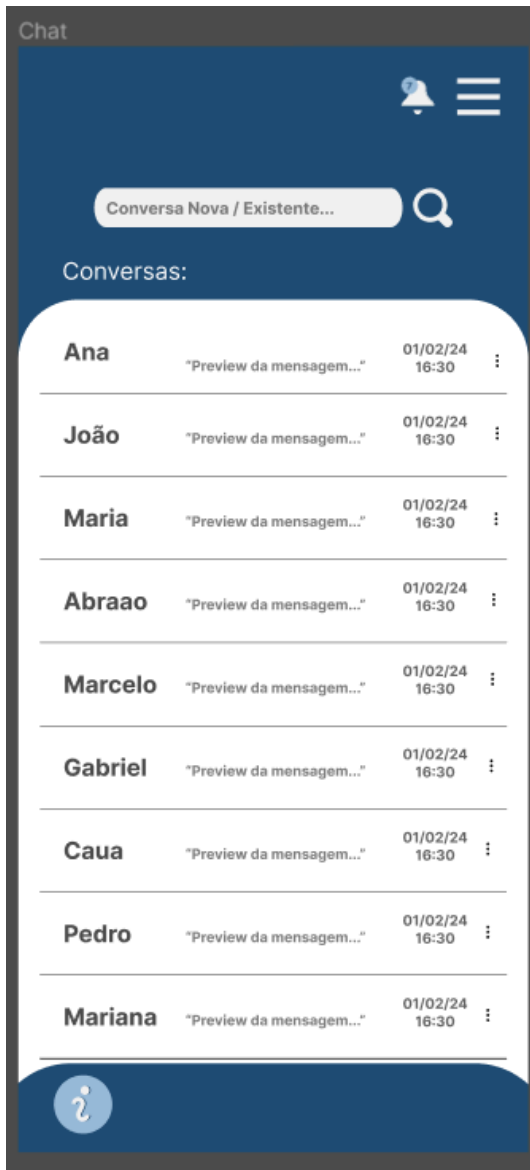 Chat
7
Conversa Nova / Existente...
Conversas:
Ana
"Preview da mensagem..."
01/02/24
16:30
João
"Preview da mensagem..."
01/02/24
16:30
Maria
"Preview da mensagem..."
01/02/24
16:30
Abraao
"Preview da mensagem..."
01/02/24
16:30
Marcelo
"Preview da mensagem..."
01/02/24
16:30
Gabriel
"Preview da mensagem..."
01/02/24
16:30
Caua
"Preview da mensagem..."
01/02/24
16:30
Pedro
"Preview da mensagem..."
01/02/24
16:30
Mariana
"Preview da mensagem..."
01/02/24
16:30
i